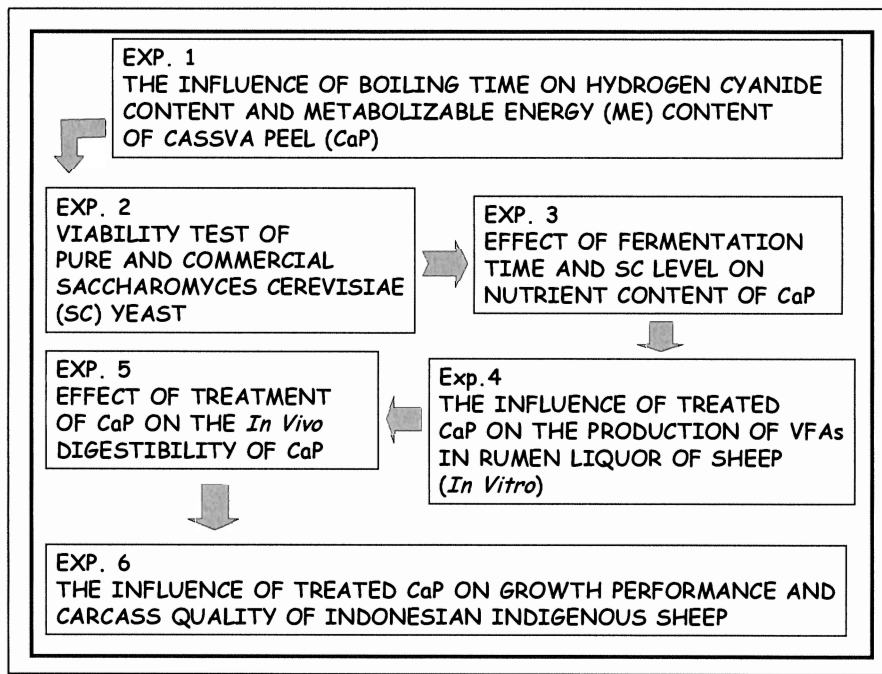 EXP. 1
THE INFLUENCE OF BOILING TIME ON HYDROGEN CYANIDE
CONTENT AND METABOLIZABLE ENERGY (ME) CONTENT
OF CASSVA PEEL (CaP)
EXP. 2
VIABILITY TEST OF
PURE AND COMMERCIAL
SACCHAROMYCES CEREVISIAE
(SC) YEAST
EXP. 3
EFFECT OF FERMENTATION
TIME AND SC LEVEL ON
NUTRIENT CONTENT OF CaP
Exp.4
THE INFLUENCE OF TREATED
CaP ON THE PRODUCTION OF VFAs
IN RUMEN LIQUOR OF SHEEP
(In Vitro)
EXP. 5
EFFECT OF TREATMENT
OF CaP ON THE In Vivo
DIGESTIBILITY OF CaP
EXP. 6
THE INFLUENCE OF TREATED CaP ON GROWTH PERFORMANCE AND
CARCASS QUALITY OF INDONESIAN INDIGENOUS SHEEP